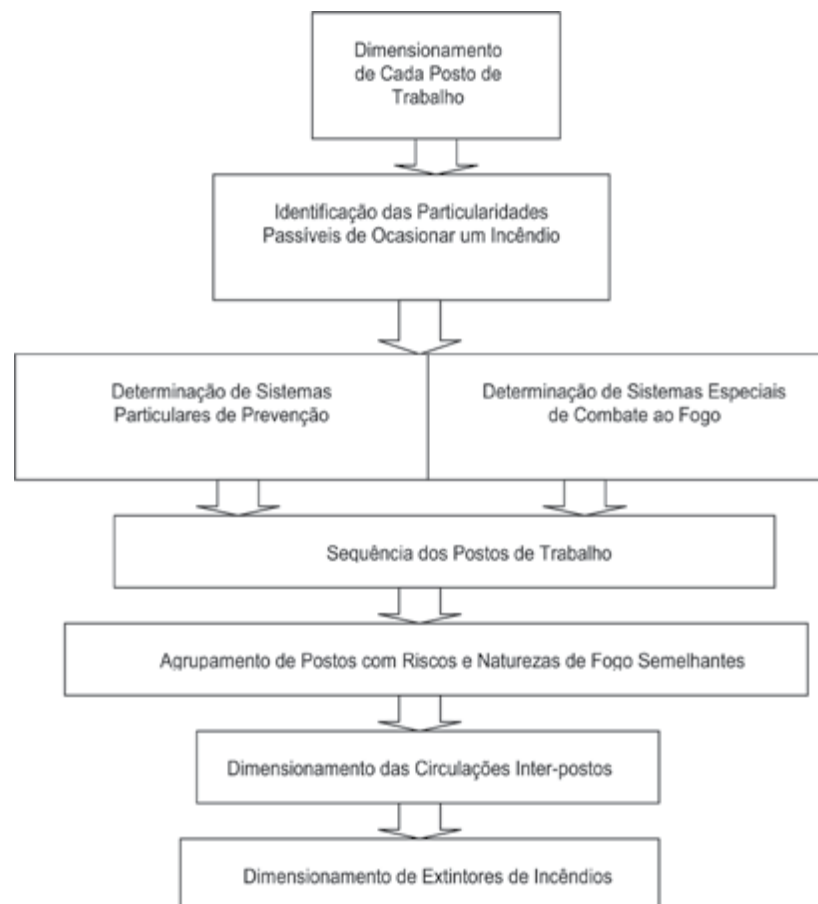 Dimensionamento
de Cada Posto de
Trabalho
Identificação das Particularidades
Passíveis de Ocasionar um Incêndio
Determinação de Sistemas
Particulares de Prevenção
Determinação de Sistemas Especiais
de Combate ao Fogo
Sequência dos Postos de Trabalho
Agrupamento de Postos com Riscos e Naturezas de Fogo Semelhantes
Dimensionamento das Circulações Inter-postos
Dimensionamento de Extintores de Incêndios